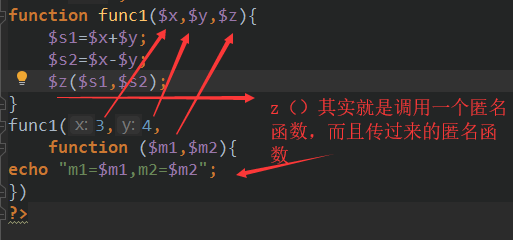 function func1($x,$y,$z){
$s1=$x+$y;
$s2=$x-$y;
$z($s1,$s2);
}
func1( x: 3, y: 4,
function ($m1,$m2){
echo "m1=$m1,m2=$m2";
})
?>
z（）其实就是调用一个匿名
函数，而且传过来的匿名函
数